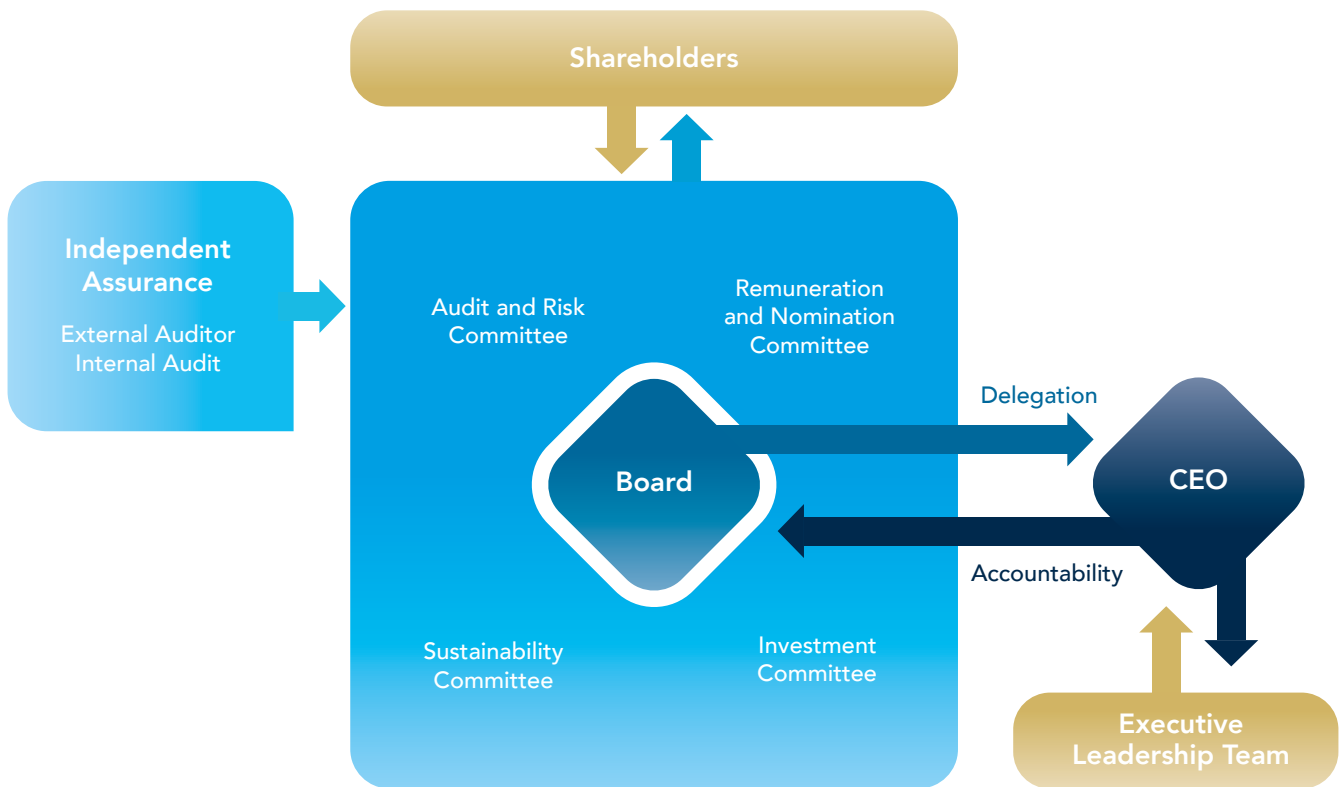 Shareholders
Independent
Assurance
External Auditor
Internal Audit
Audit and Risk
Committee
Remuneration
and Nomination
Committee
Delegation
Board
CEO
Accountability
Sustainability
Committee
Investment
Committee
Executive
Leadership Team